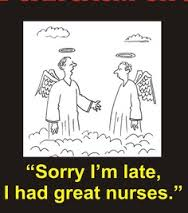 “Sorry I’m late,
I had great nurses.”